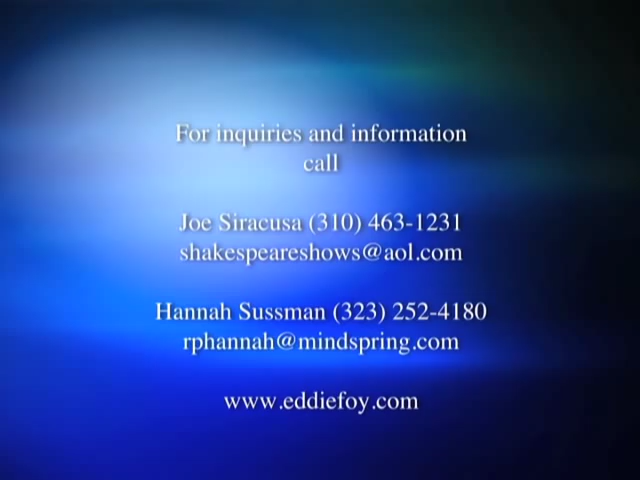 For inquiries and information
call
Joe Siracusa (310) 463-1231
shakespeareshows@aol.com
Hannah Sussman (323) 252-4180
rphannah@mindspring.com
www.eddiefoy.com